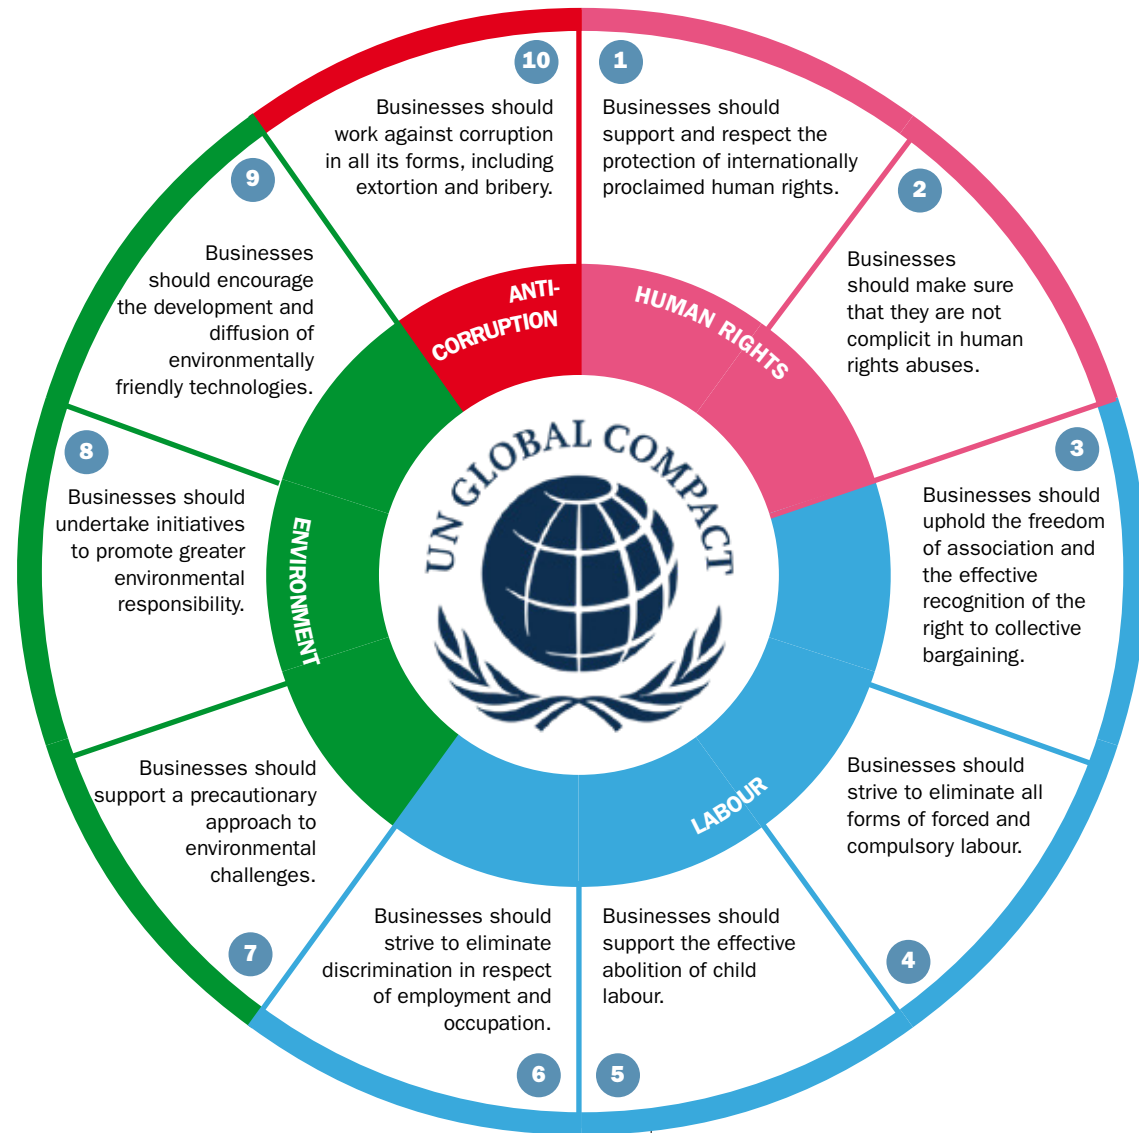 10
Businesses should
work against corruption
in all its forms, including
extortion and bribery.
1
Businesses should
support and respect the
protection of internationally
proclaimed human rights.
2
Businesses
should make sure
that they are not
complicit in human
rights abuses.
3
Businesses should
uphold the freedom
of association and
the effective
recognition of the
right to collective
bargaining.
Businesses should
strive to eliminate all
forms of forced and
compulsory labour.
4
Businesses should
support the effective
abolition of child
labour.
5
Businesses should
strive to eliminate
discrimination in respect
of employment and
occupation.
6
Businesses should
support a precautionary
approach to
environmental
challenges.
7
8
Businesses should
undertake initiatives
to promote greater
environmental
responsibility.
9
Businesses
should encourage
the development and
diffusion of
environmentally
friendly technologies.
ANTI-
CORRUPTION
HUMAN RIGHTS
LABOUR
ENVIRONMENT
UN GLOBAL COMPACT